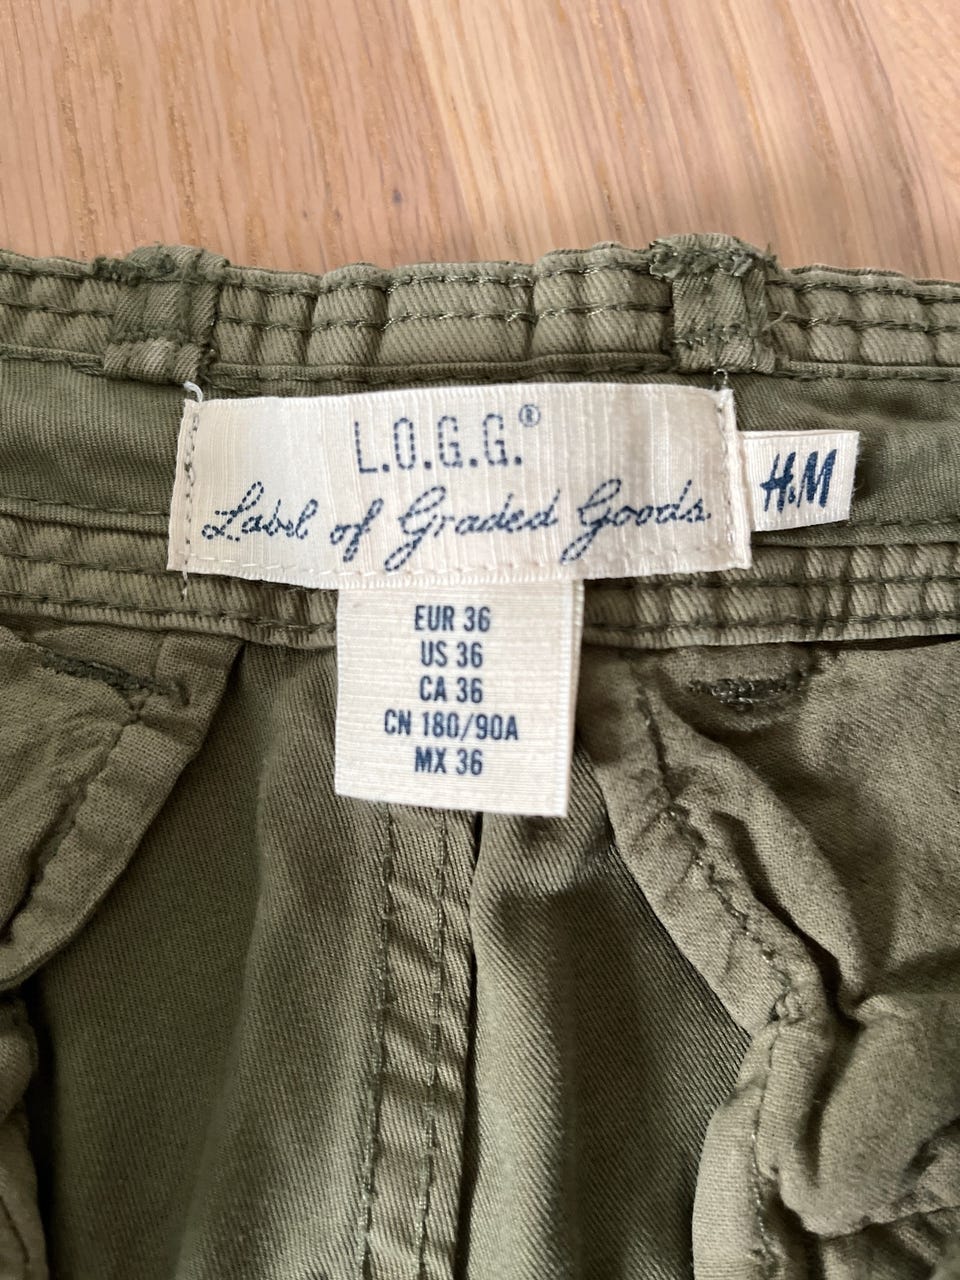 L.O.G.G.®
Label of Graded Goods
H&M
EUR 36
US 36
CA 36
CN 180/90A
MX 36